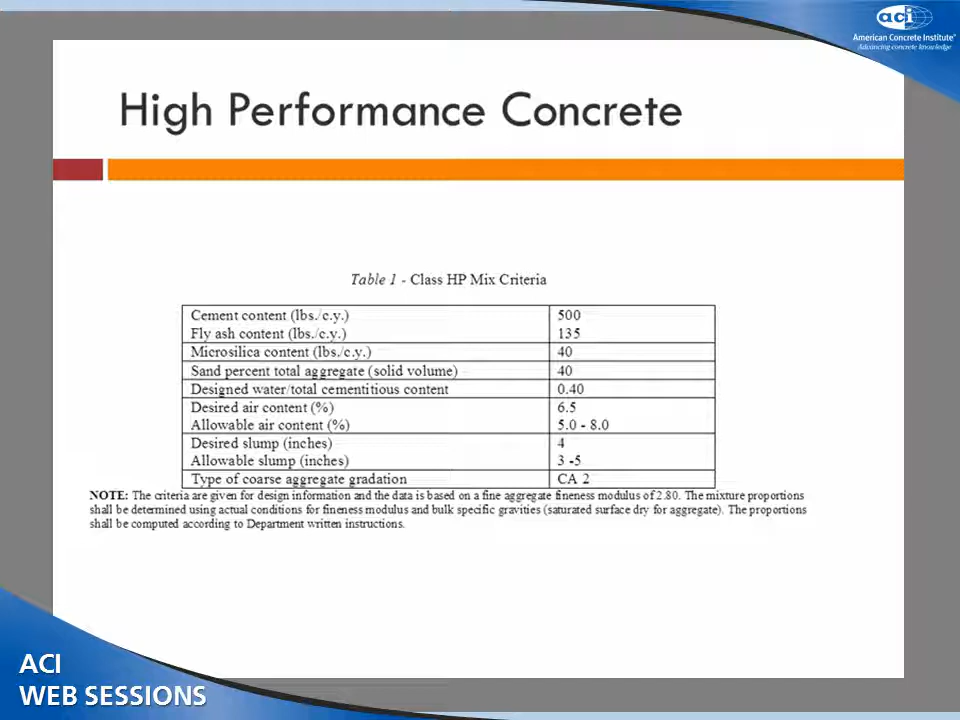 aci
American Concrete Institute®
Advancing concrete knowledge
High Performance Concrete
Table 1 - Class HP Mix Criteria
Cement content (lbs./c.y.) 500
Fly ash content (lbs./c.y.) 135
Microsilica content (lbs./c.y.) 40
Sand percent total aggregate (solid volume) 40
Designed water/total cementitious content 0.40
Desired air content (%) 6.5
Allowable air content (%) 5.0 - 8.0
Desired slump (inches) 4
Allowable slump (inches) 3 -5
Type of coarse aggregate gradation CA 2
NOTE: The criteria are given for design information and the data is based on a fine aggregate fineness modulus of 2.80. The mixture proportions
shall be determined using actual conditions for fineness modulus and bulk specific gravities (saturated surface dry for aggregate). The proportions
shall be computed according to Department written instructions.
ACI
WEB SESSIONS